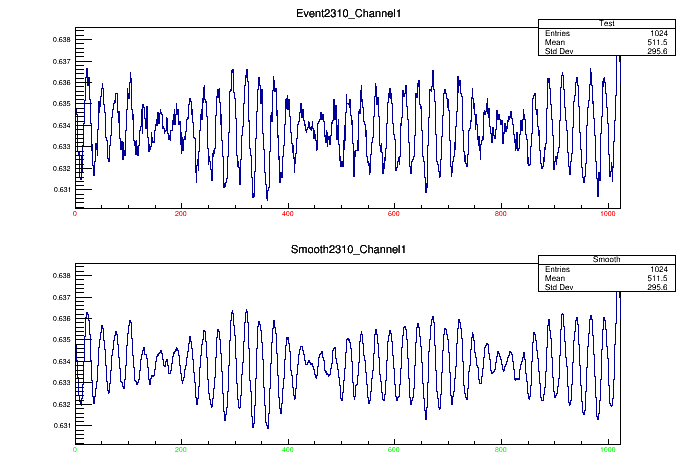 Event2310_Channel1
Test
Entries 1024
Mean 511.5
Std Dev 295.6
0.638
0.637
0.636
0.635
0.634
0.633
0.632
0.631
0 200 400 600 800 1000
Smooth2310_Channel1
Smooth
Entries 1024
Mean 511.5
Std Dev 295.6
0.638
0.637
0.636
0.635
0.634
0.633
0.632
0.631
0 200 400 600 800 1000